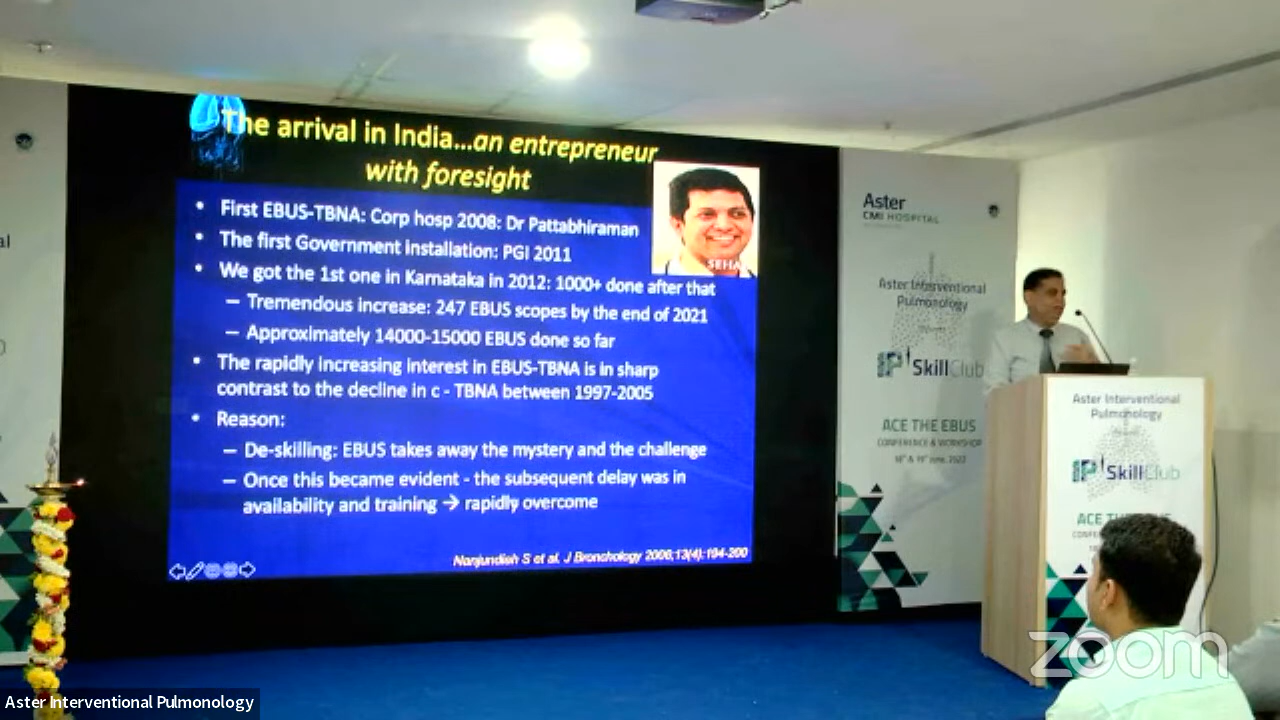 The arrival in India...an entrepreneur
with foresight
• First EBUS-TBNA: Corp hosp 2008: Dr Pattabhiraman
• The first Government installation: PGI 2011
• We got the 1st one in Karnataka in 2012: 1000+ done after that
– Tremendous increase: 247 EBUS scopes by the end of 2021
– Approximately 14000-15000 EBUS done so far
• The rapidly increasing interest in EBUS-TBNA is in sharp
contrast to the decline in c - TBNA between 1997-2005
• Reason:
– De-skilling: EBUS takes away the mystery and the challenge
– Once this became evident - the subsequent delay was in
availability and training → rapidly overcome
Nanjundiah S et al. J Bronchology 2006;13(4):194-200
SEHA
Aster
CMI HOSPITAL
Aster Interventional
Pulmonology
IP SkillClub
ACE THE EBUS
CONFERENCE & WORKSHOP
Aster Interventional
Pulmonology
IP SkillClub
ACE THE
zoom
Aster Interventional Pulmonology